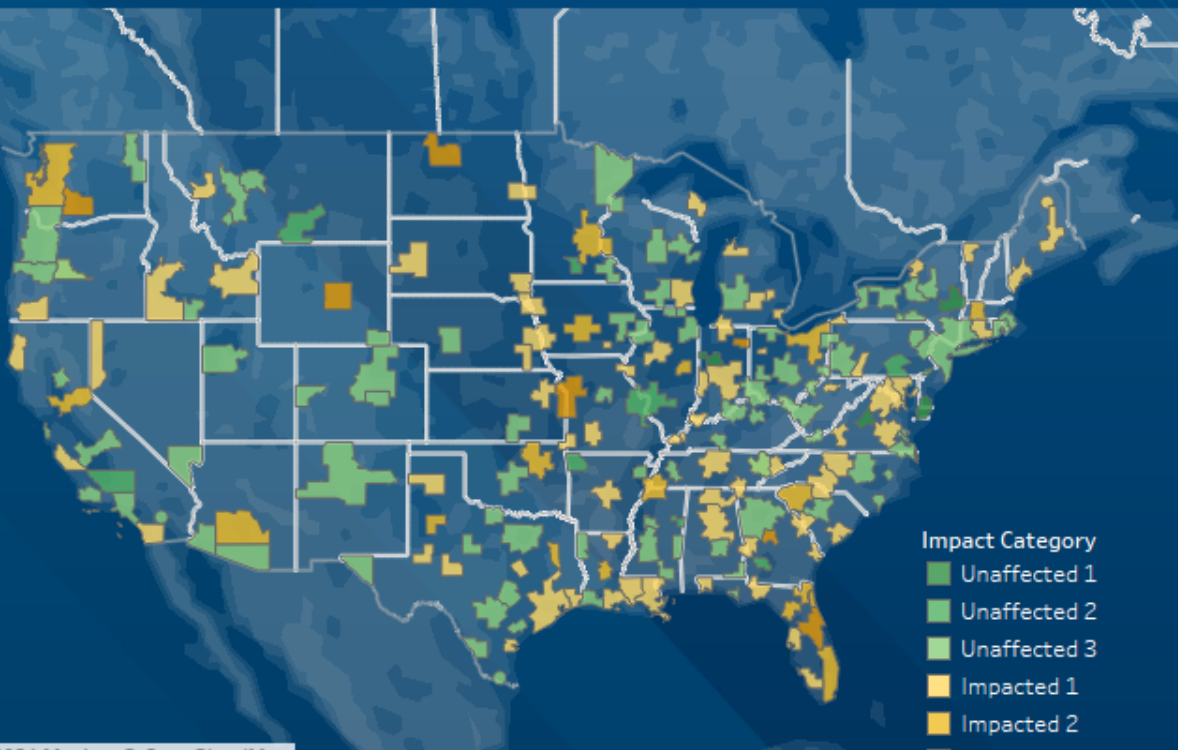 Impact Category
Unaffected 1
Unaffected 2
Unaffected 3
Impacted 1
Impacted 2